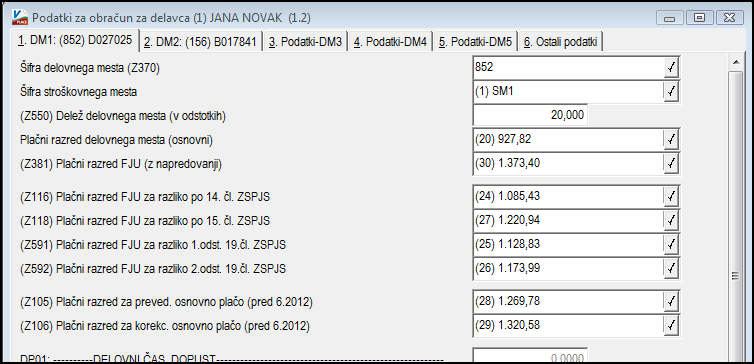 Podatki za obračun za delavca (1) JANA NOVAK (1.2)
1. DM1: (852) D027025 2. DM2: (156) B017841 3. Podatki-DM3 4. Podatki-DM4 5. Podatki-DM5 6. Ostali podatki
Šifra delovnega mesta (Z370) 852
Šifra stroškovnega mesta (1) SM1
(Z550) Delež delovnega mesta (v odstotkih) 20,000
Plačni razred delovnega mesta (osnovni) (20) 927,82
(Z381) Plačni razred FJU (z napredovanji) (30) 1.373,40
(Z116) Plačni razred FJU za razliko po 14. čl. ZSPJS (24) 1.085,43
(Z118) Plačni razred FJU za razliko po 15. čl. ZSPJS (27) 1.220,94
(Z591) Plačni razred FJU za razliko 1.odst. 19.čl. ZSPJS (25) 1.128,83
(Z592) Plačni razred FJU za razliko 2.odst. 19.čl. ZSPJS (26) 1.173,99
(Z105) Plačni razred za preved. osnovno plačo (pred 6.2012) (28) 1.269,78
(Z106) Plačni razred za korekc. osnovno plačo (pred 6.2012) (29) 1.320,58
DP01: ----------DELOVNI ČAS, DOPUST---------------------------------------- 0,0000